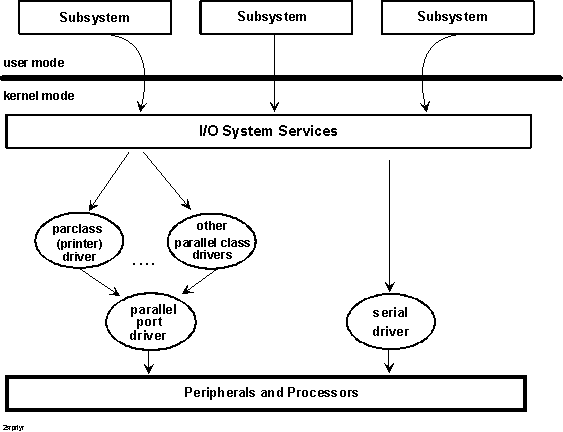 Subsystem
Subsystem
Subsystem
user mode
kernel mode
I/O System Services
parclass
(printer)
driver
other
parallel class
drivers
....
parallel
port
driver
serial
driver
Peripherals and Processors